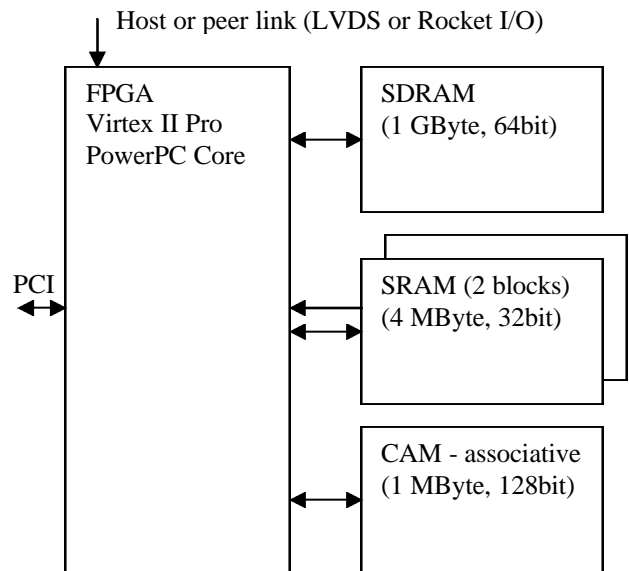 Host or peer link (LVDS or Rocket I/O)
FPGA
Virtex II Pro
PowerPC Core
SDRAM
(1 GByte, 64bit)
PCI
SRAM (2 blocks)
(4 MByte, 32bit)
CAM - associative
(1 MByte, 128bit)